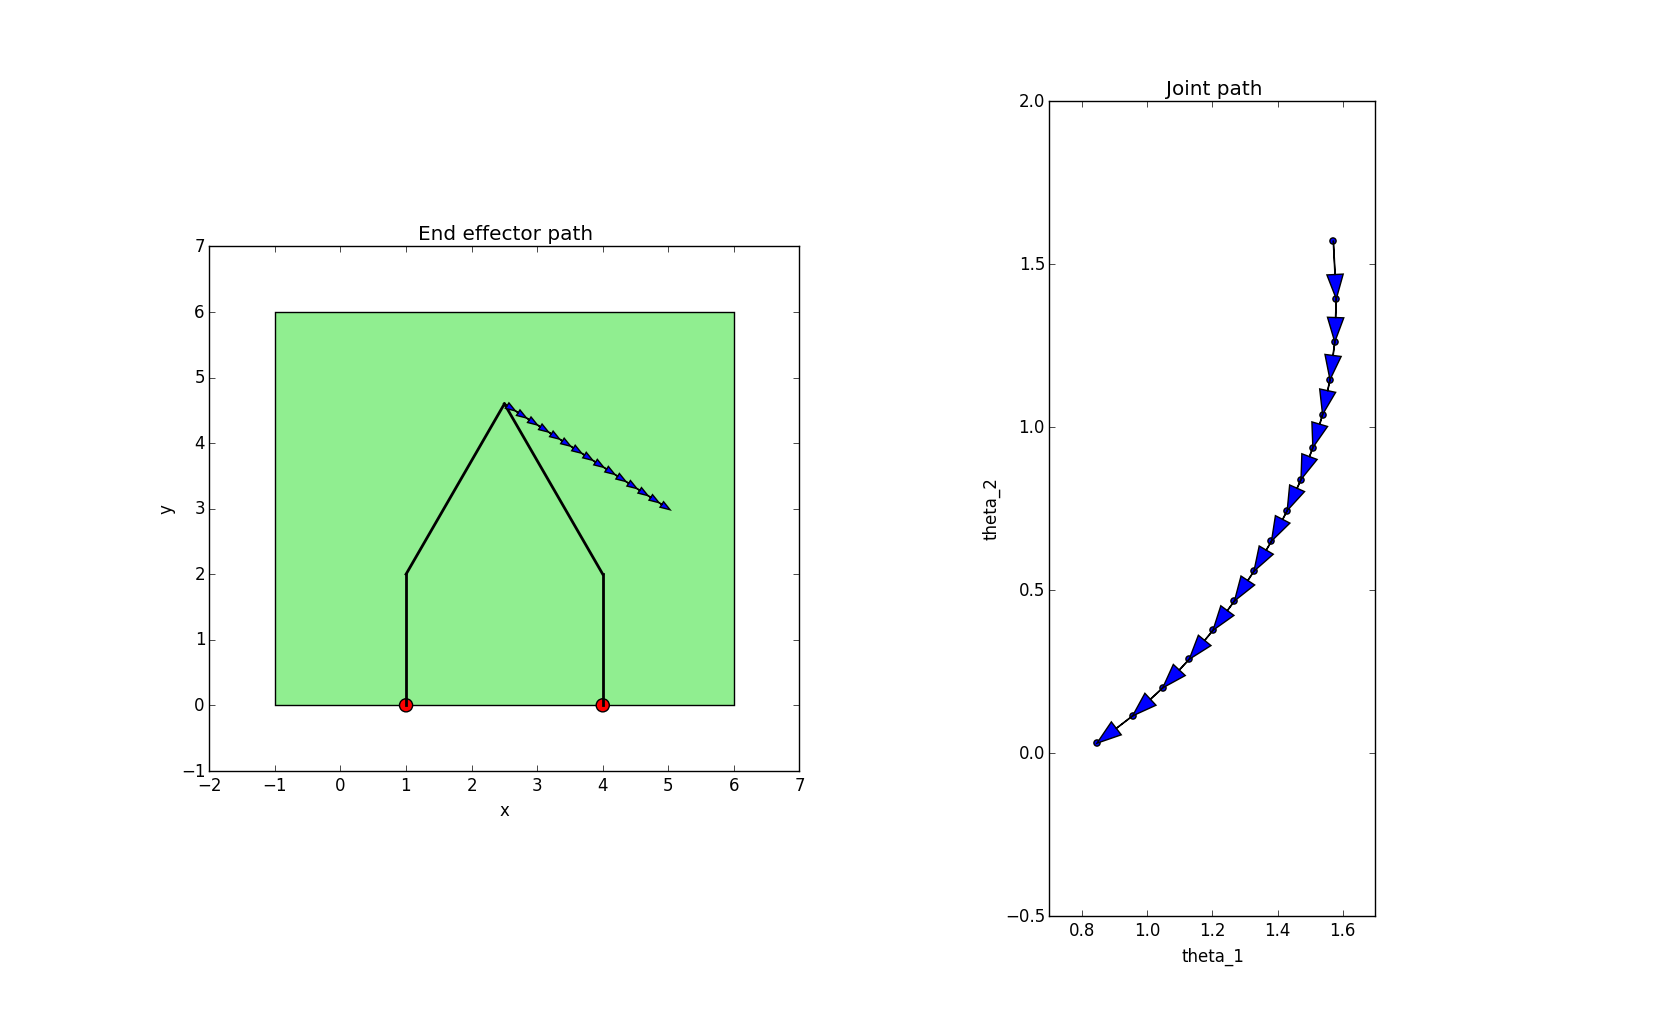 End effector path
7
6
5
4
3
2
1
0
−1
−2 −1 0 1 2 3 4 5 6 7
x
y
Joint path
2.0
1.5
1.0
0.5
0.0
−0.5
0.8 1.0 1.2 1.4 1.6
theta_1
theta_2